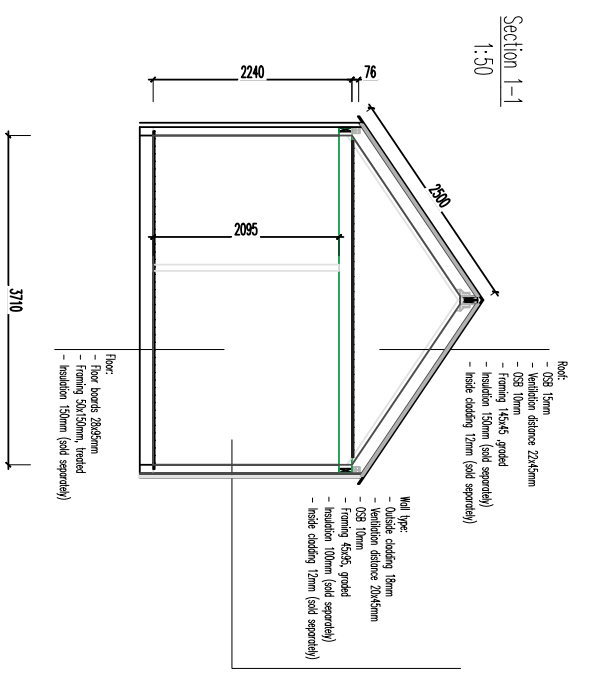 Section 1-1
1:50
Roof:
- OSB 15mm
- Ventilation distance 22x45mm
- OSB 10mm
- Framing 145x45 ,graded
- Insulation 150mm (sold separately)
- Inside cladding 12mm (sold separately)
2500
76
2240
2095
Wall type:
- Outside cladding 18mm
- Ventilation distance 20x45mm
- OSB 10mm
- Framing 45x95, graded
- Insulation 100mm (sold separately)
- Inside cladding 12mm (sold separately)
Floor:
- Floor boards 28x95mm
- Framing 50x150mm, treated
- Insulation 150mm (sold separately)
3710